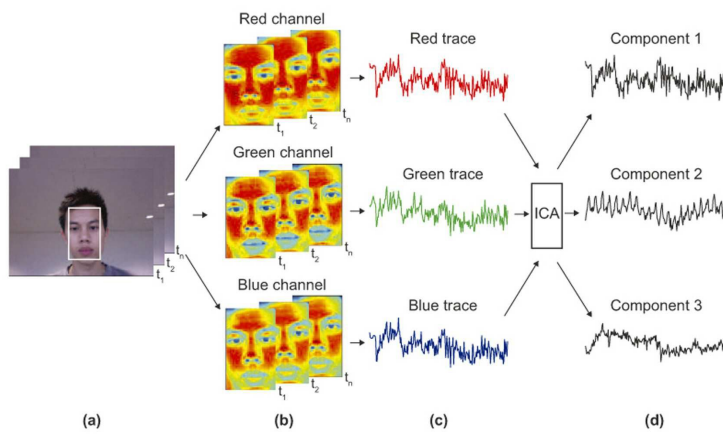 Red channel
Red trace
Component 1
t1
t2
tn
Green channel
Green trace
Component 2
ICA
t1
t2
tn
t1
t2
tn
Blue channel
Blue trace
Component 3
t1
t2
tn
(a)
(b)
(c)
(d)